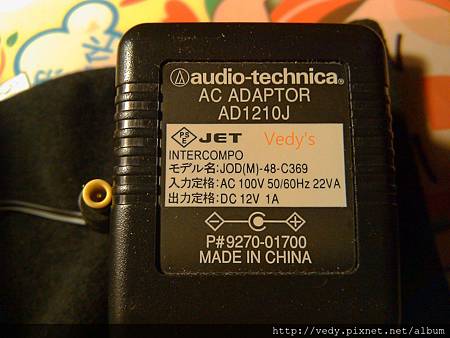 audio-technica®
AC ADAPTOR
AD1210J
PSE JET Vedy's
INTERCOMPO
モデル名:JOD(M)-48-C369
入力定格:AC 100V 50/60Hz 22VA
出力定格:DC 12V 1A
P#9270-01700
MADE IN CHINA
http://vedy.pixnet.net/album